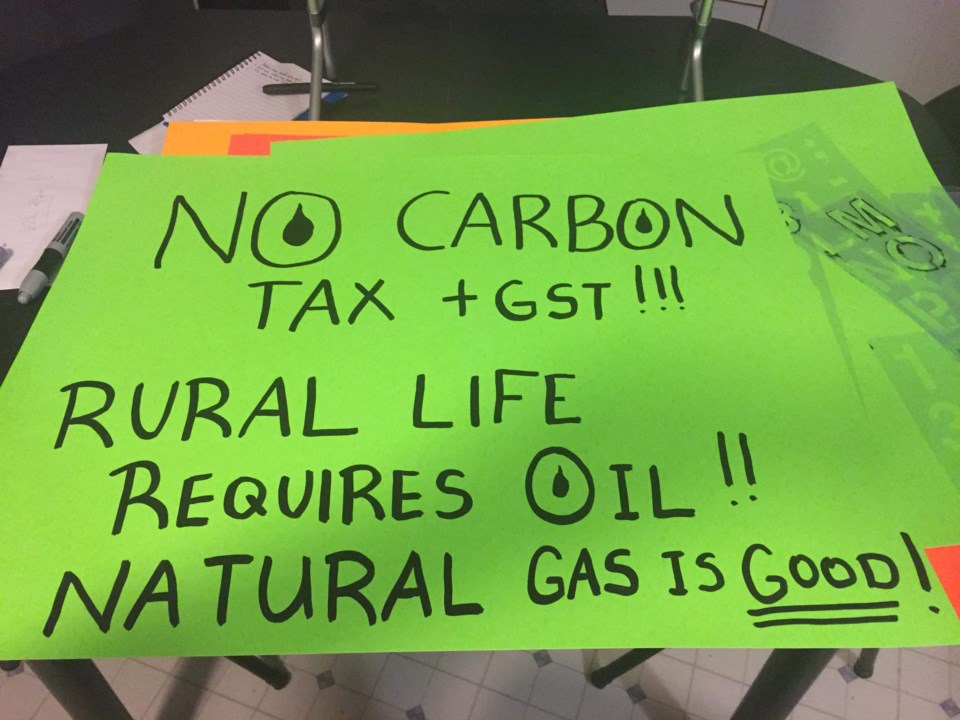 NO CARBON
TAX + GST !!!
RURAL LIFE
REQUIRES OIL !!
NATURAL GAS IS GOOD!